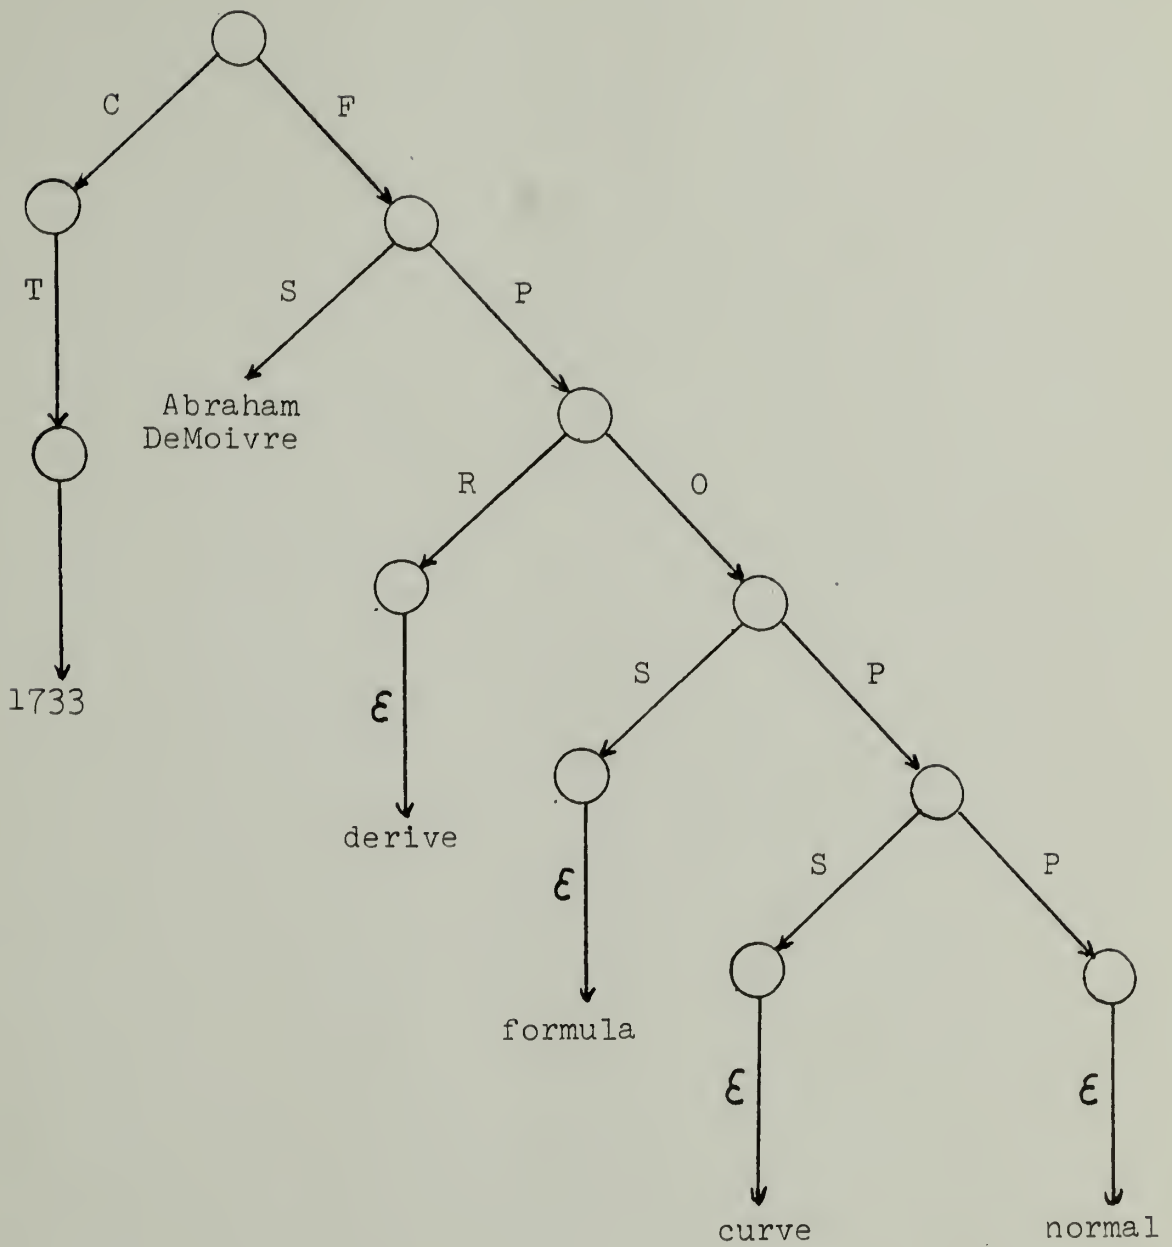 C F
T S P
Abraham
DeMoivre
R O
S P
1733
ε
derive
S P
ε
formula
ε ε
curve normal